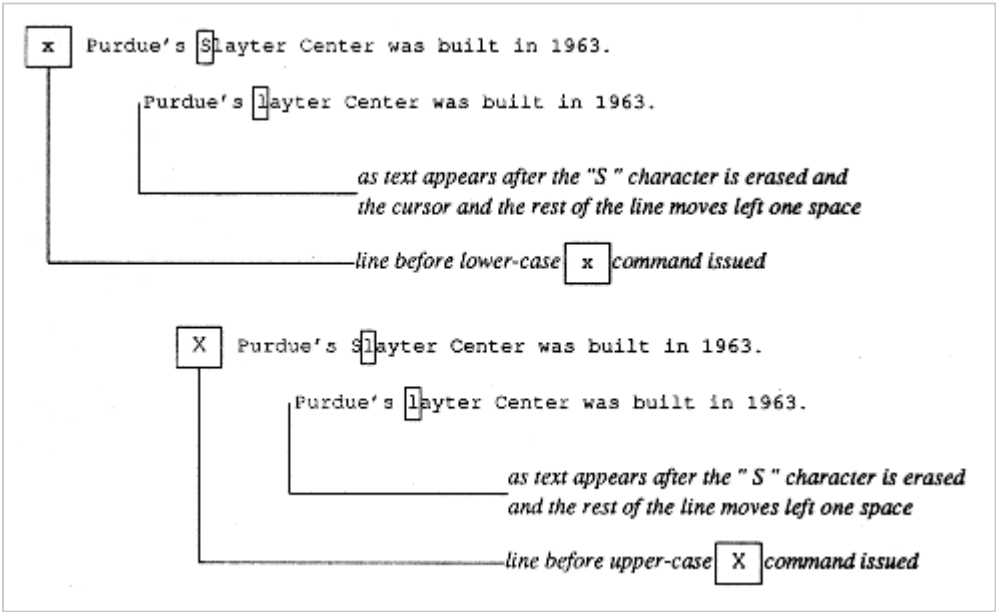 x Purdue's Slayter Center was built in 1963.
Purdue's layter Center was built in 1963.
as text appears after the "S " character is erased and
the cursor and the rest of the line moves left one space
line before lower-case x command issued
X Purdue's Slayter Center was built in 1963.
Purdue's layter Center was built in 1963.
as text appears after the " S " character is erased
and the rest of the line moves left one space
line before upper-case X command issued